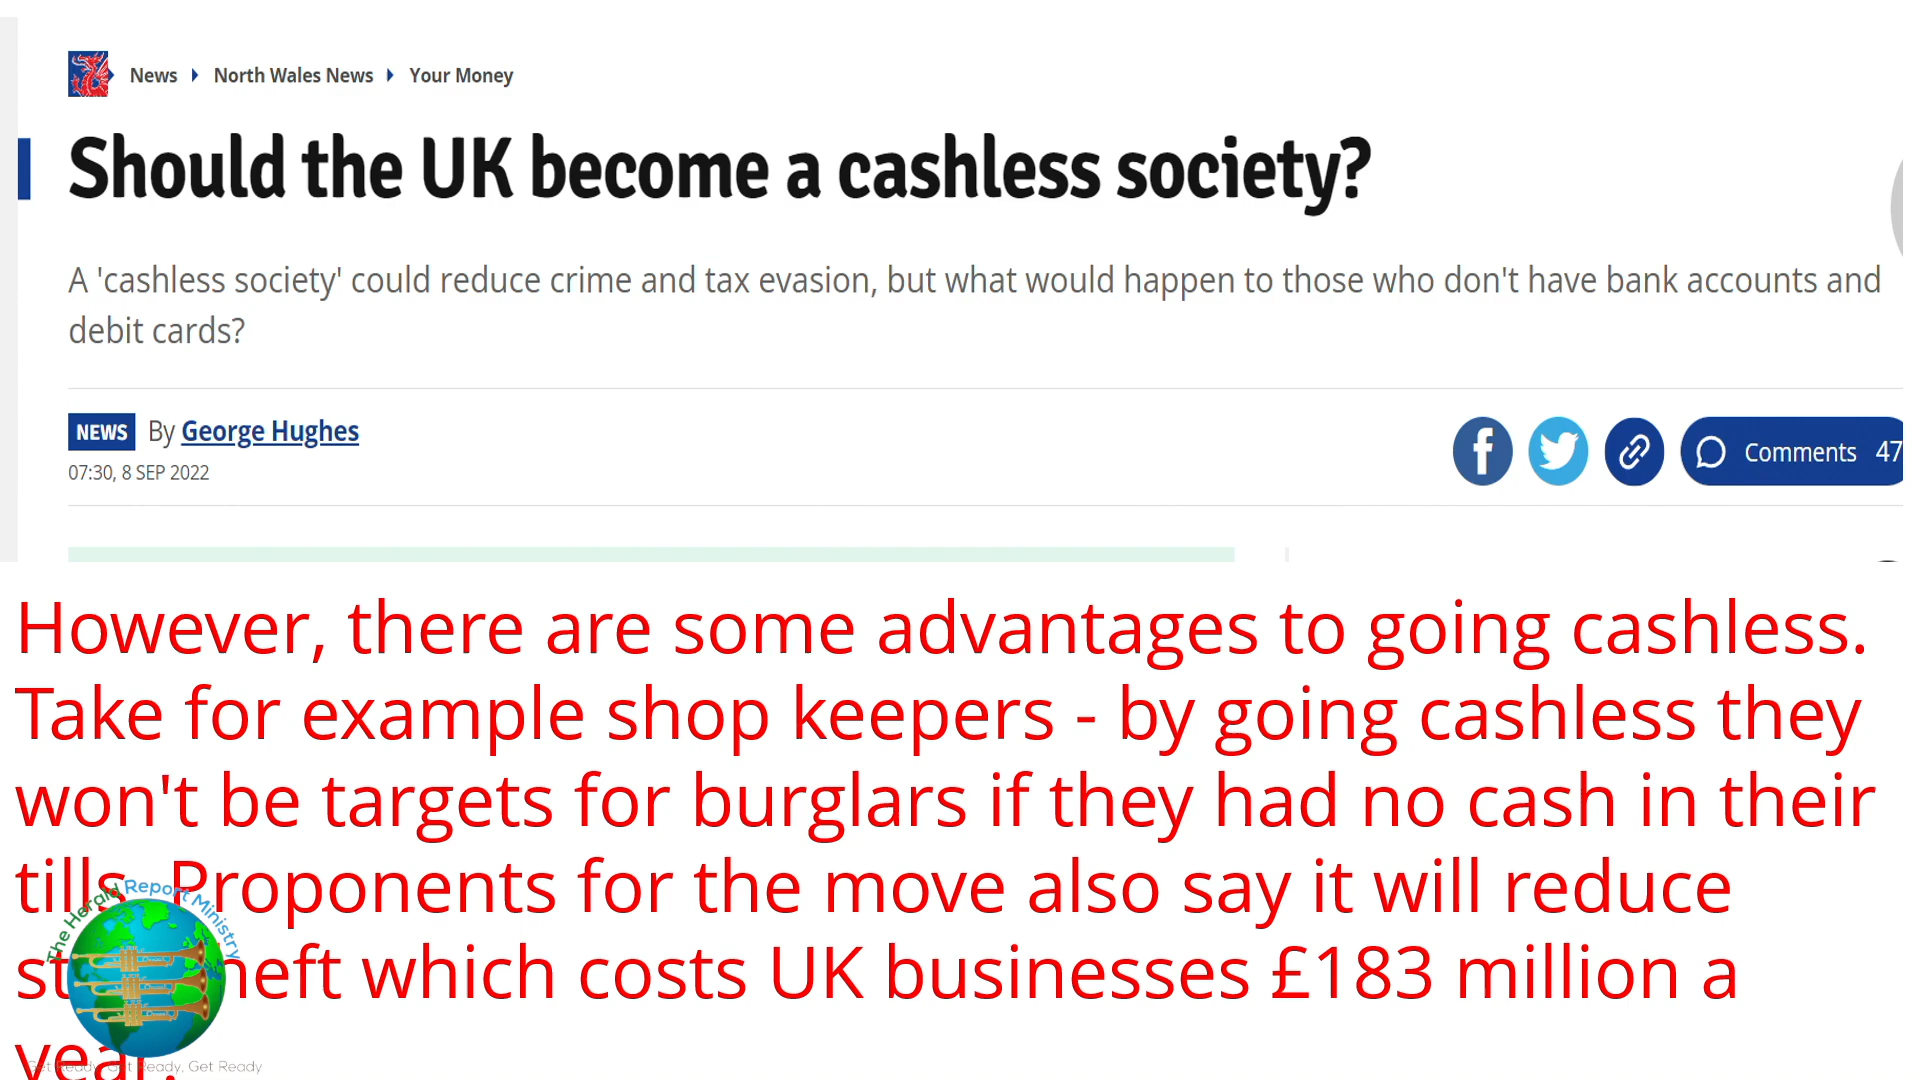 News North Wales News Your Money
Should the UK become a cashless society?
A 'cashless society' could reduce crime and tax evasion, but what would happen to those who don't have bank accounts and
debit cards?
NEWS By George Hughes
07:30, 8 SEP 2022
Comments 47
However, there are some advantages to going cashless.
Take for example shop keepers - by going cashless they
won't be targets for burglars if they had no cash in their
tills. Proponents for the move also say it will reduce
which costs UK businesses £183 million a
year.
The Herald Report Ministry
Get Ready, Get Ready, Get Ready